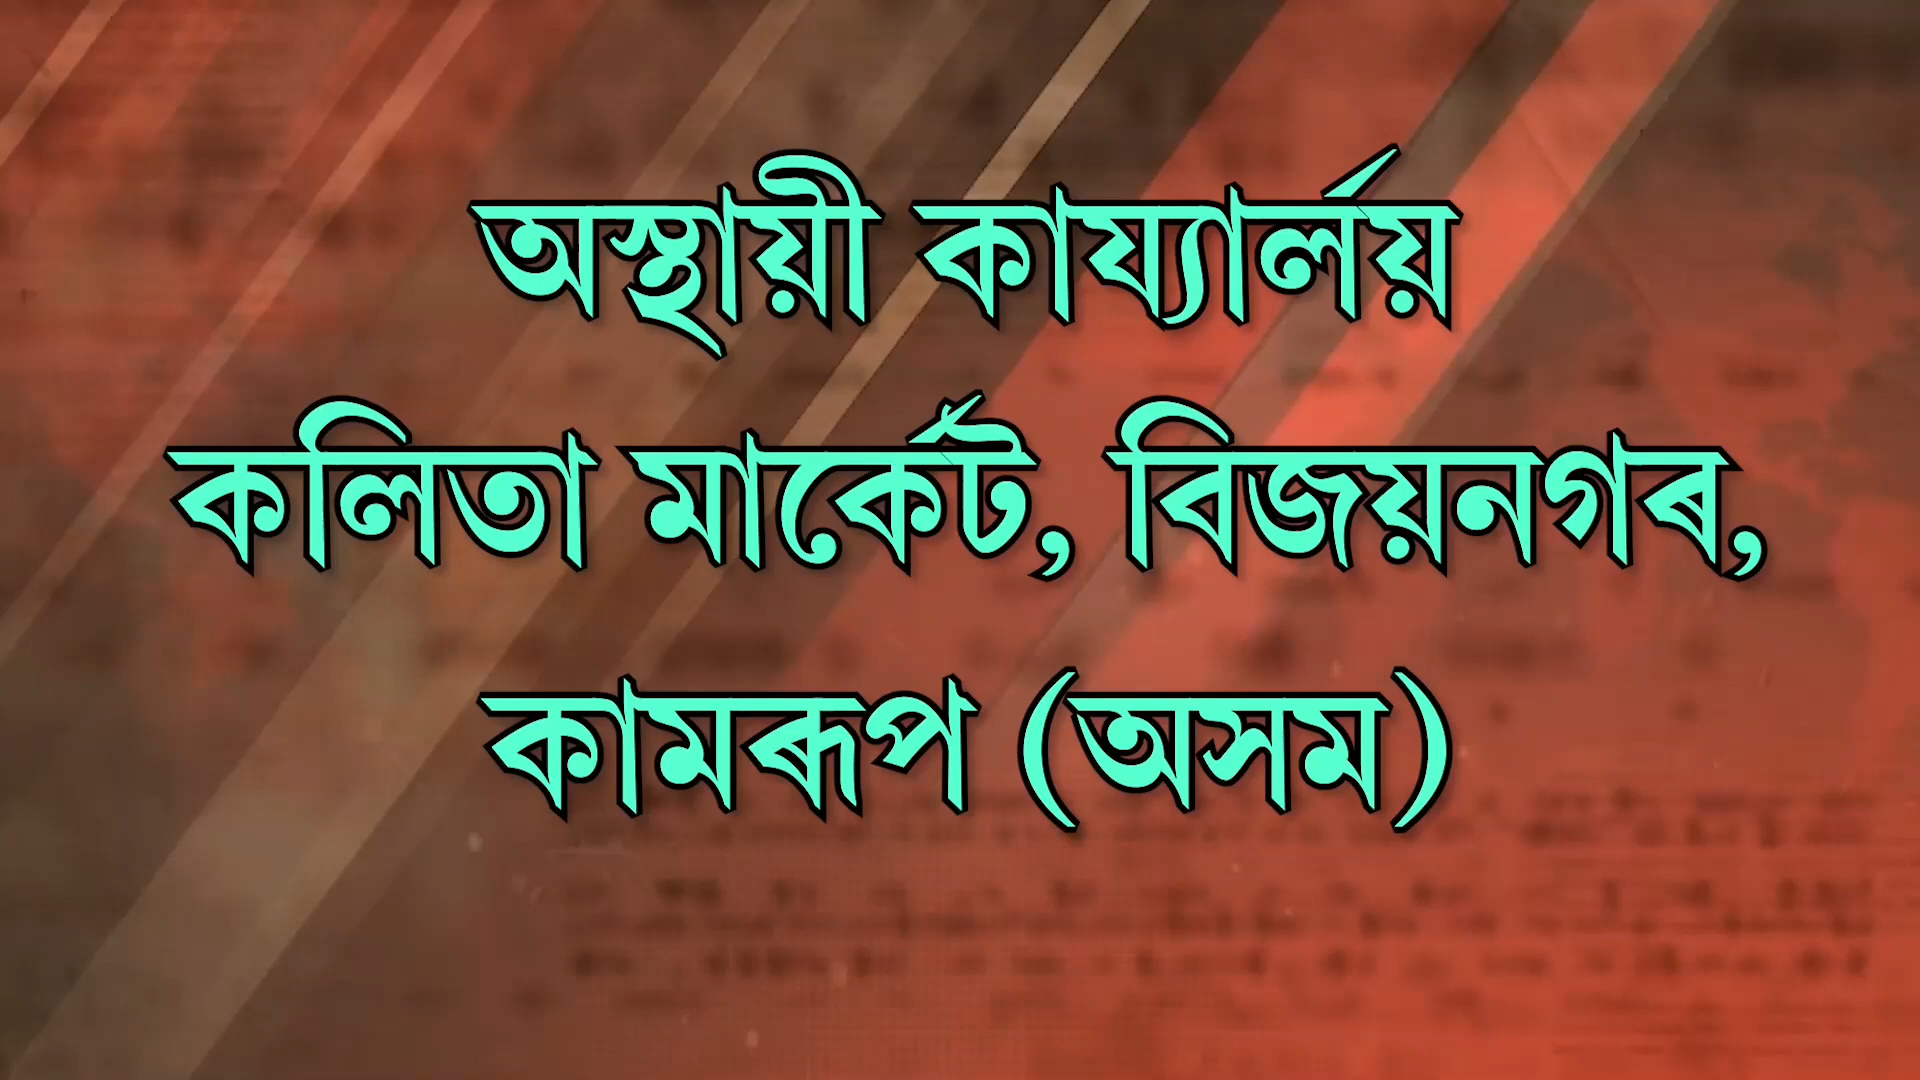 অস্থায়ী কায্যাৰ্লয়
কলিতা মাৰ্কেট, বিজয়নগৰ,
কামৰূপ (অসম)